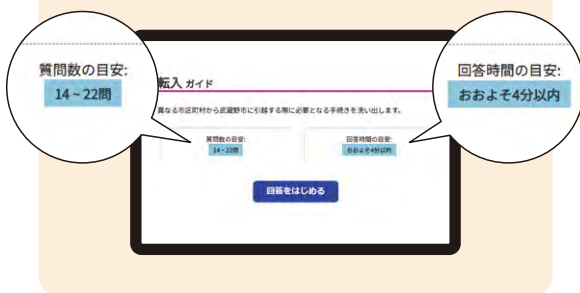 質問数の目安:
14~22問
回答時間の目安:
おおよそ4分以内
転入 ガイド
異なる市区町村から武蔵野市に引越する際に必要となる手続きを洗い出します。
質問数の目安:
14~22問
回答時間の目安:
おおよそ4分以内
回答をはじめる